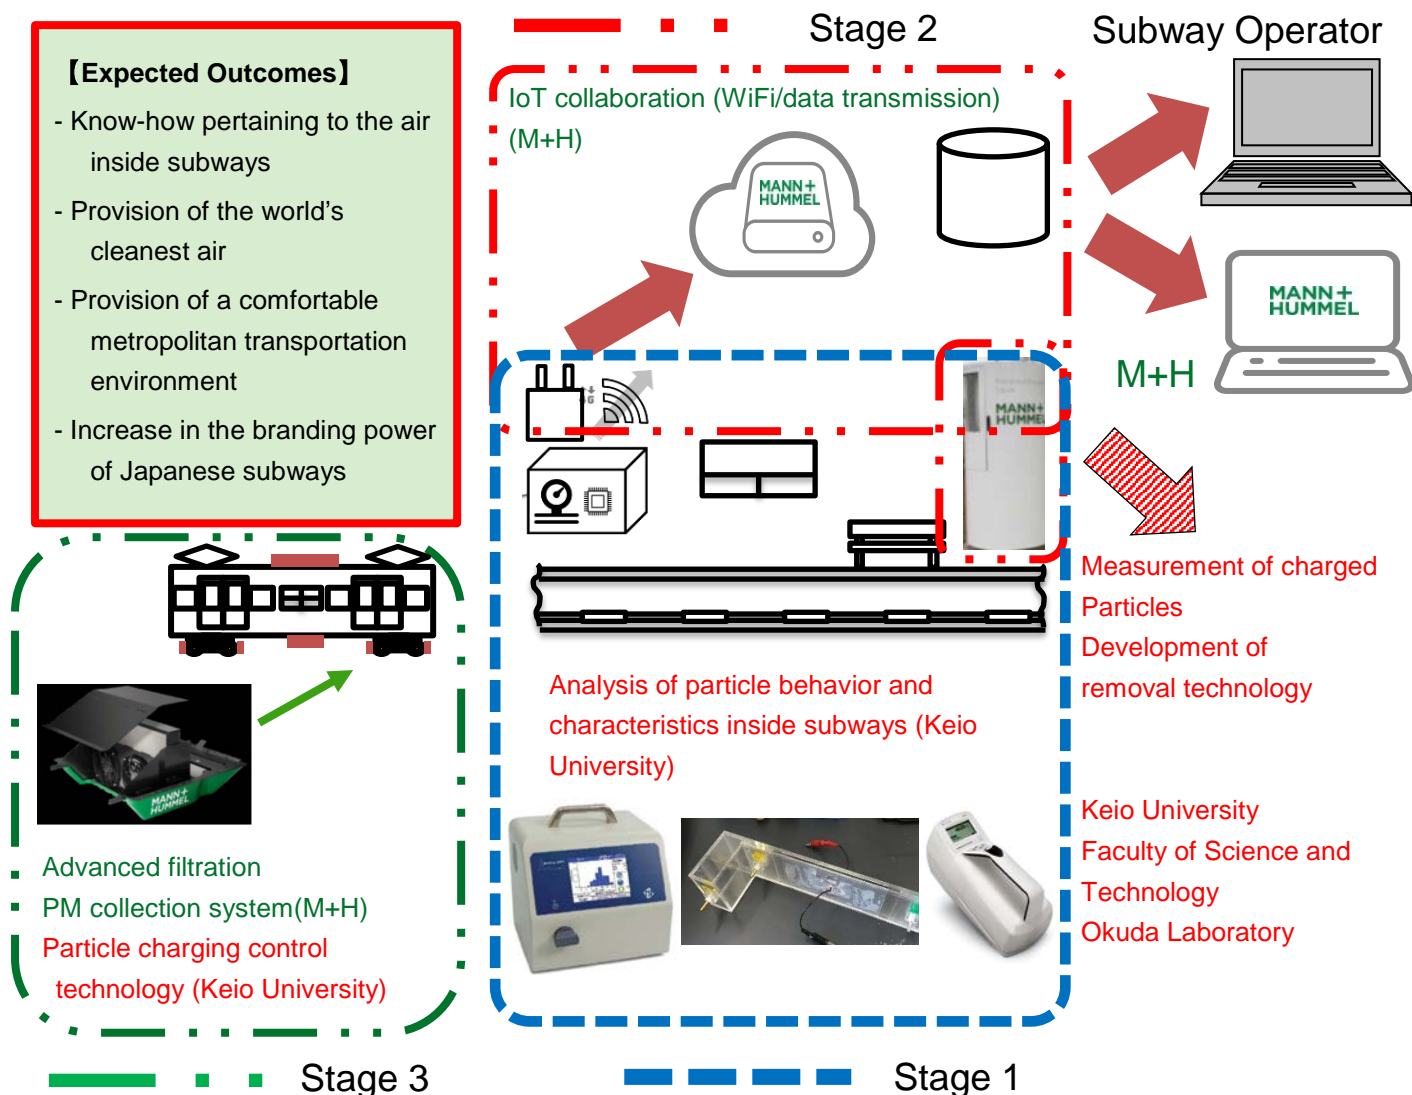 【Expected Outcomes】
- Know-how pertaining to the air
inside subways
- Provision of the world’s
cleanest air
- Provision of a comfortable
metropolitan transportation
environment
- Increase in the branding power
of Japanese subways
Stage 2
Subway Operator
IoT collaboration (WiFi/data transmission)
(M+H)
MANN+
HUMMEL
MANN+
HUMMEL
M+H
MANN+
HUMMEL
Measurement of charged
Particles
Development of
removal technology
Analysis of particle behavior and
characteristics inside subways (Keio
University)
Keio University
Faculty of Science and
Technology
Okuda Laboratory
MANN+
HUMMEL
Advanced filtration
PM collection system(M+H)
Particle charging control
technology (Keio University)
Stage 3
Stage 1